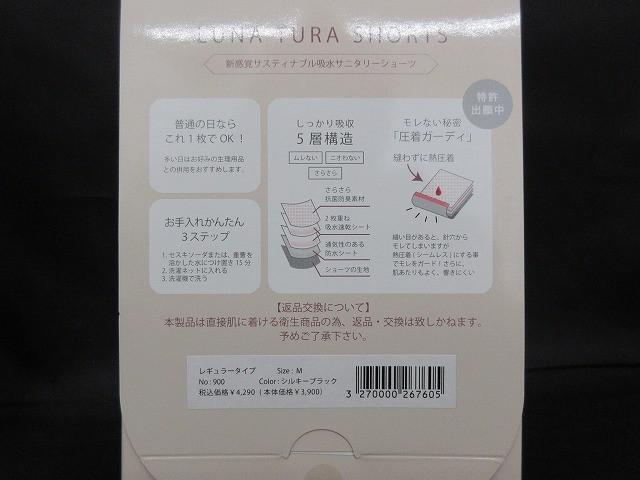 LUNA YURA SHORTS
新感覚サスティナブル吸水サニタリーショーツ
特許
出願中
普通の日なら
これ1枚でOK!
多い日はお好みの生理用品
との併用をおすすめします。
お手入れかんたん
3ステップ
1. セスキソーダまたは、重曹を
溶かした水につけ置き15分
2. 洗濯ネットに入れる
3. 洗濯機で洗う
しっかり吸収
5層構造
ムレない
ニオわない
さらさら
さらさら
抗菌防臭素材
2枚重ね
吸水速乾シート
通気性のある
防水シート
ショーツの生地
モレない秘密
「圧着ガーディ」
縫わずに熱圧着
縫い目があると、針穴から
モレてしまいますが
熱圧着(シームレス)にする事
でモレをガード!さらに、
肌あたりもよく、響きにくい
【返品交換について】
本製品は直接肌に着ける衛生商品の為、返品・交換は致しかねます。
予めご了承下さい。
レギュラータイプ Size : M
No : 900 Color : シルキーブラック
税込価格¥4,290 (本体価格¥3,900)
3 270000 267605